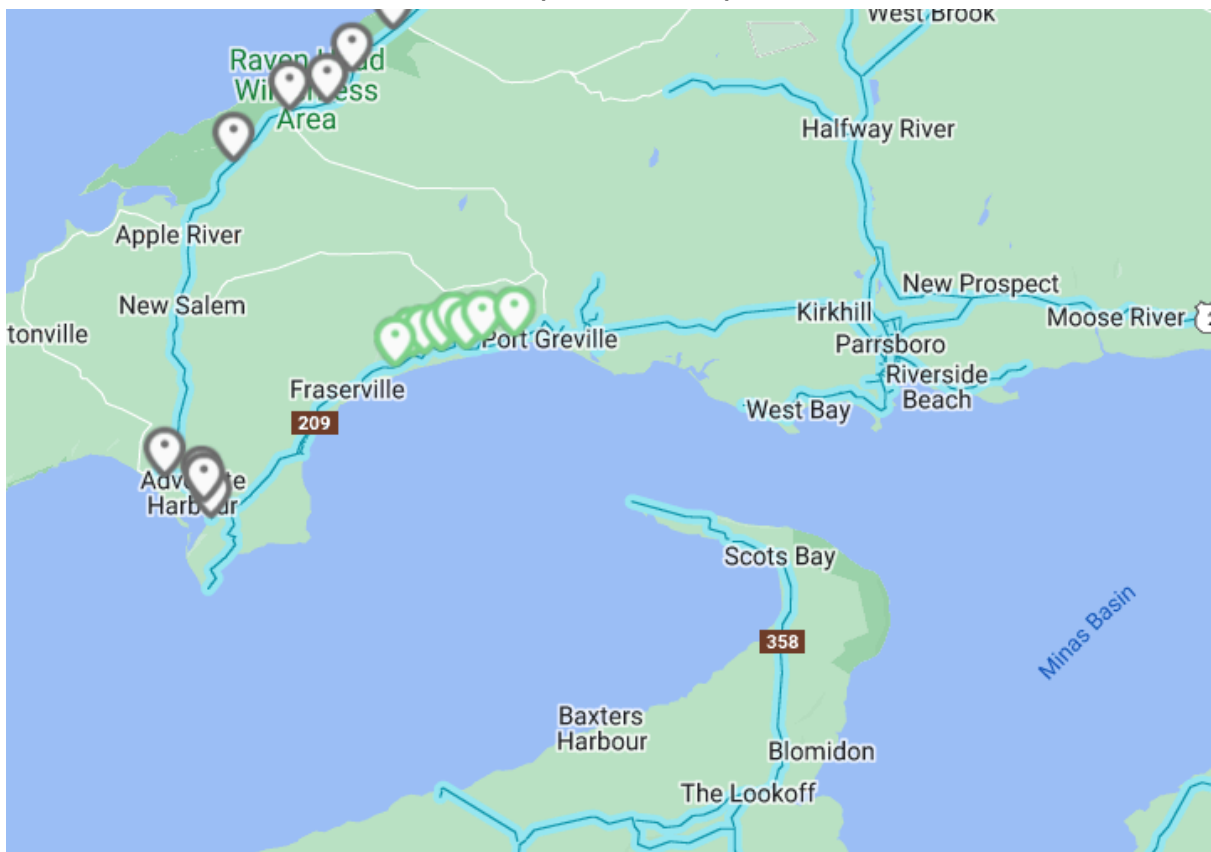 West Brook
Raven Head
Wilderness
Area
Halfway River
Apple River
New Salem
New Prospect
Kirkhill
Moose River
2
tonville
Port Greville
Parrsboro
Riverside
Beach
Fraserville
West Bay
209
Advocate
Harbour
Scots Bay
358
Minas Basin
Baxters
Harbour
Blomidon
The Lookoff